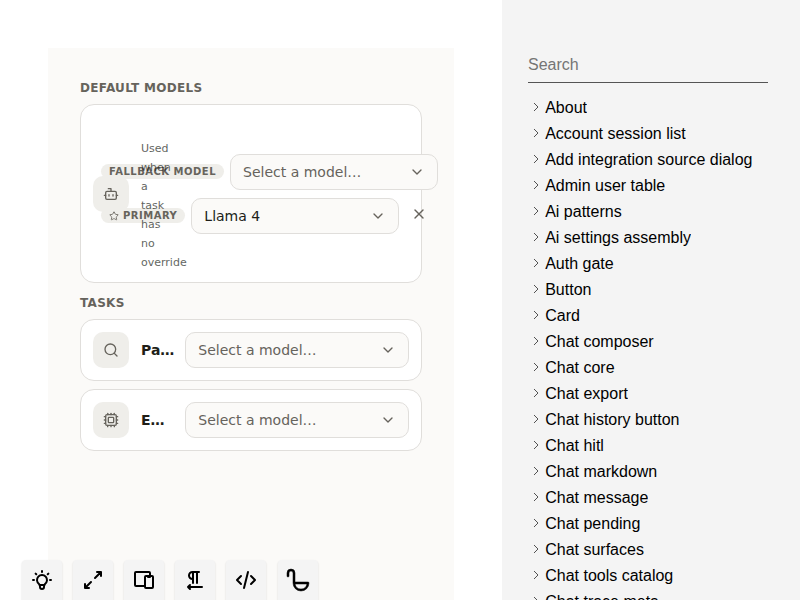 DEFAULT MODELS
Used
when
FALLBACK MODEL
Select a model...
a
task
PRIMARY
Llama 4
has
no
override
TASKS
Pa...
Select a model...
E...
Select a model...
Search
About
Account session list
Add integration source dialog
Admin user table
Ai patterns
Ai settings assembly
Auth gate
Button
Card
Chat composer
Chat core
Chat export
Chat history button
Chat hitl
Chat markdown
Chat message
Chat pending
Chat surfaces
Chat tools catalog